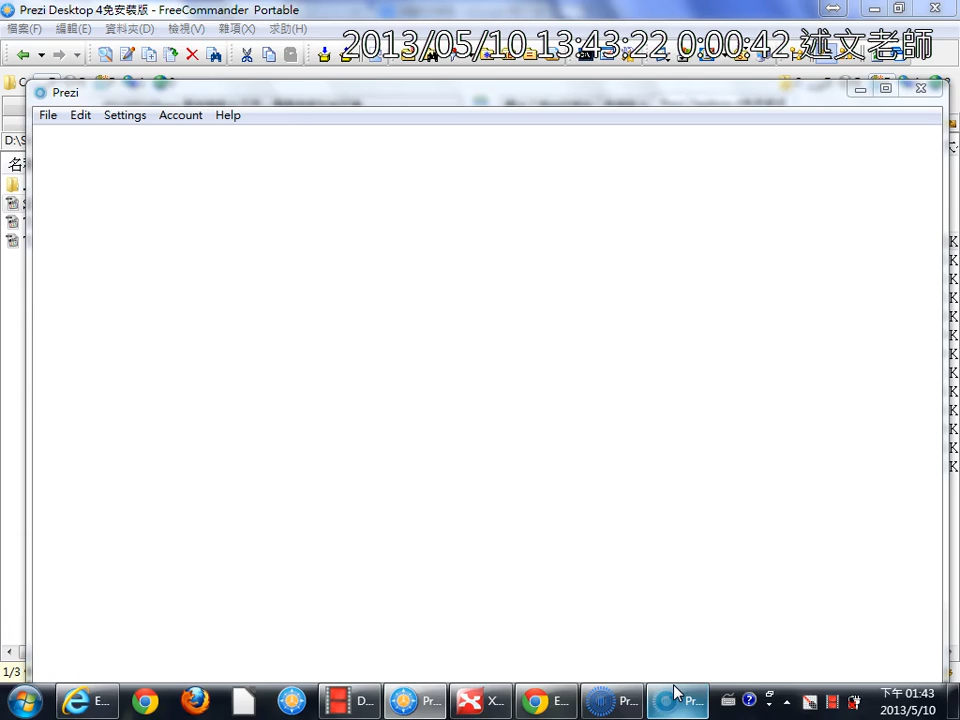 Prezi Desktop 4免安裝版 - FreeCommander Portable
檔案(F) 編輯(E) 資料夾(D) 檢視(V) 雜項(X) 求助(H)
2013/05/10 13:43:22 0:00:42 述文老師
Prezi
File Edit Settings Account Help
D:\S
1/3
E... D... Pr... X... E... Pr... Pr...
下午 01:43
2013/5/10